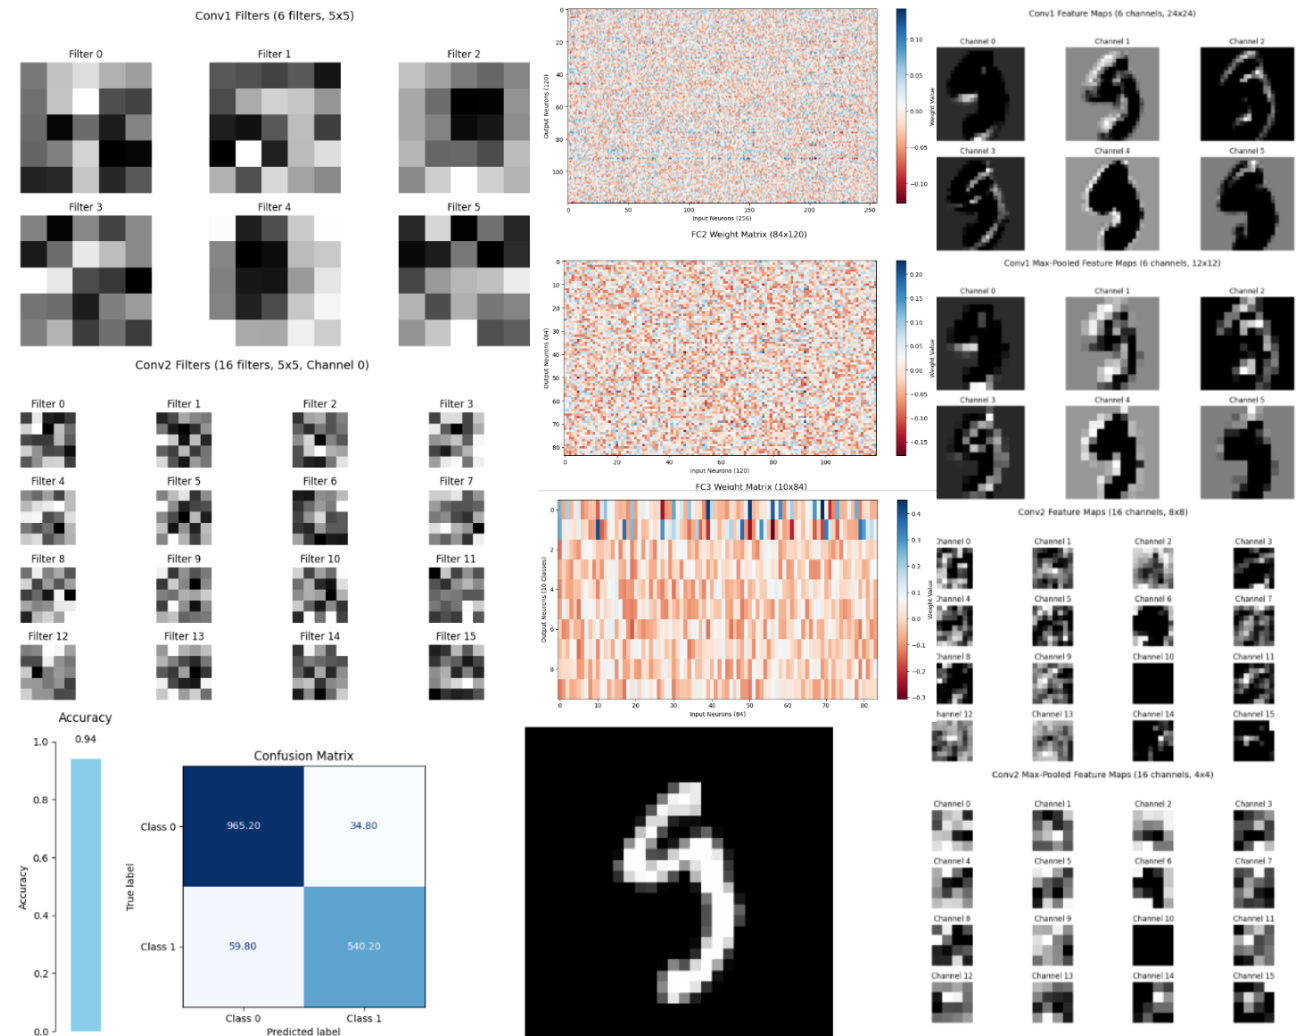 Conv1 Filters (6 filters, 5x5)
Filter 0
Filter 1
Filter 2
Filter 3
Filter 4
Filter 5
Conv2 Filters (16 filters, 5x5, Channel 0)
Filter 0
Filter 1
Filter 2
Filter 3
Filter 4
Filter 5
Filter 6
Filter 7
Filter 8
Filter 9
Filter 10
Filter 11
Filter 12
Filter 13
Filter 14
Filter 15
Accuracy
0.94
1.0
0.8
0.6
0.4
0.2
0.0
Accuracy
Confusion Matrix
Class 0
965.20
34.80
True label
Class 1
59.80
540.20
Class 0
Class 1
Predicted label
0
20
40
60
80
100
Output Neurons (120)
0
50
100
150
200
250
Input Neurons (256)
0.10
0.05
0.00
−0.05
−0.10
Weight Value
FC2 Weight Matrix (84x120)
0
10
20
30
40
50
60
70
80
Output Neurons (84)
0
20
40
60
80
100
Input Neurons (120)
0.20
0.15
0.10
0.05
0.00
−0.05
−0.10
−0.15
Weight Value
FC3 Weight Matrix (10x84)
0
2
4
6
8
Output Neurons (10 Classes)
0
10
20
30
40
50
60
70
80
Input Neurons (84)
0.4
0.3
0.2
0.1
0.0
−0.1
−0.2
−0.3
Weight Value
Conv1 Feature Maps (6 channels, 24x24)
Channel 0
Channel 1
Channel 2
Channel 3
Channel 4
Channel 5
Conv1 Max-Pooled Feature Maps (6 channels, 12x12)
Channel 0
Channel 1
Channel 2
Channel 3
Channel 4
Channel 5
Conv2 Feature Maps (16 channels, 8x8)
Channel 0
Channel 1
Channel 2
Channel 3
Channel 4
Channel 5
Channel 6
Channel 7
Channel 8
Channel 9
Channel 10
Channel 11
Channel 12
Channel 13
Channel 14
Channel 15
Conv2 Max-Pooled Feature Maps (16 channels, 4x4)
Channel 0
Channel 1
Channel 2
Channel 3
Channel 4
Channel 5
Channel 6
Channel 7
Channel 8
Channel 9
Channel 10
Channel 11
Channel 12
Channel 13
Channel 14
Channel 15